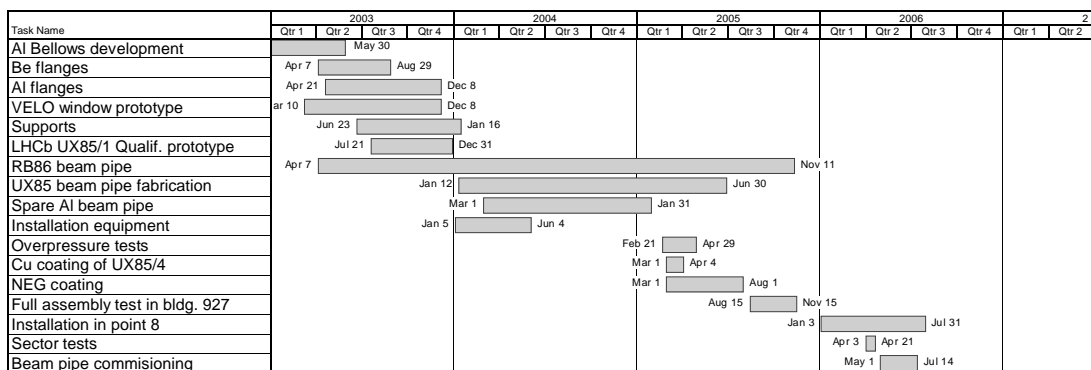 2003 2004 2005 2006 2
Task Name Qtr 1 Qtr 2 Qtr 3 Qtr 4 Qtr 1 Qtr 2 Qtr 3 Qtr 4 Qtr 1 Qtr 2 Qtr 3 Qtr 4 Qtr 1 Qtr 2 Qtr 3 Qtr 4 Qtr 1 Qtr 2
Al Bellows development May 30
Be flanges Apr 7 Aug 29
Al flanges Apr 21 Dec 8
VELO window prototype ar 10 Dec 8
Supports Jun 23 Jan 16
LHCb UX85/1 Qualif. prototype Jul 21 Dec 31
RB86 beam pipe Apr 7 Nov 11
UX85 beam pipe fabrication Jan 12 Jun 30
Spare Al beam pipe Mar 1 Jan 31
Installation equipment Jan 5 Jun 4
Overpressure tests Feb 21 Apr 29
Cu coating of UX85/4 Mar 1 Apr 4
NEG coating Mar 1 Aug 1
Full assembly test in bldg. 927 Aug 15 Nov 15
Installation in point 8 Jan 3 Jul 31
Sector tests Apr 3 Apr 21
Beam pipe commisioning May 1 Jul 14